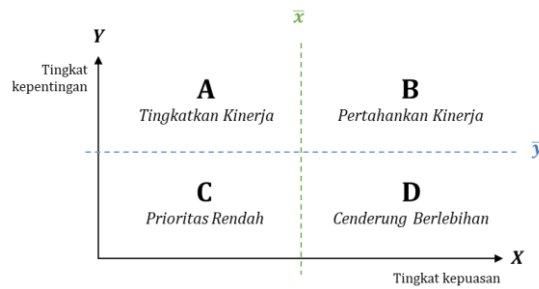 x̅
Y
Tingkat
kepentingan
A
Tingkatkan Kinerja
B
Pertahankan Kinerja
y̅
C
Prioritas Rendah
D
Cenderung Berlebihan
X
Tingkat kepuasan